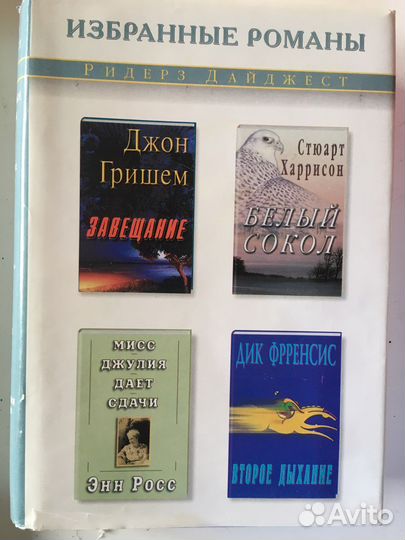 ИЗБРАННЫЕ РОМАНЫ
РИДЕРЗ ДАЙДЖЕСТ
ДЖОН
ГРИШЕМ
ЗАВЕЩАНИЕ
СТЮАРТ
ХАРРИСОН
БЕЛЫЙ
СОКОЛ
МИСС
ДЖУЛИЯ
ДАЕТ
СДАЧИ
ЭНН РОСС
ДИК ФРРЕНСИС
ВТОРОЕ ДЫХАНИЕ
Avito